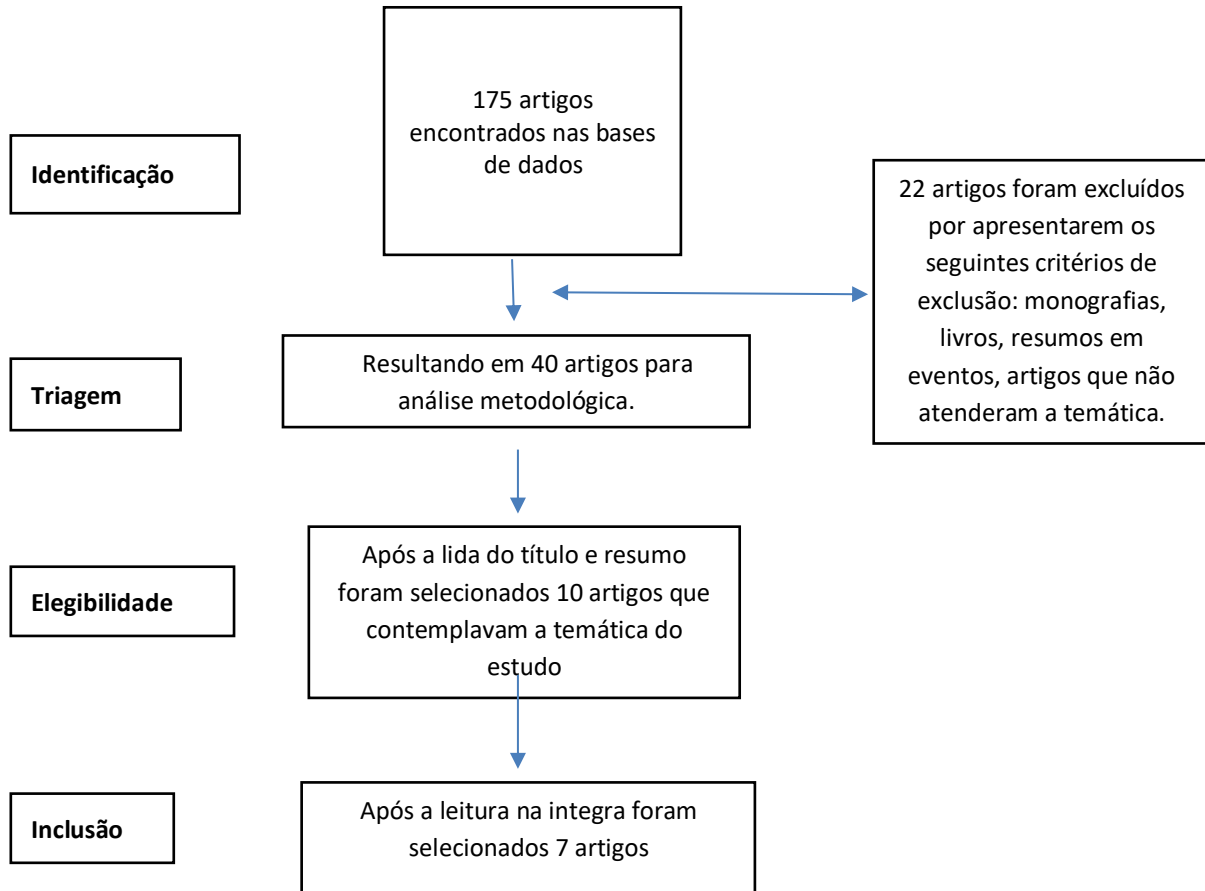 175 artigos
encontrados nas bases
de dados
Identificação
22 artigos foram excluídos
por apresentarem os
seguintes critérios de
exclusão: monografias,
livros, resumos em
eventos, artigos que não
atenderam a temática.
Resultando em 40 artigos para
análise metodológica.
Triagem
Após a lida do título e resumo
foram selecionados 10 artigos que
contemplavam a temática do
estudo
Elegibilidade
Após a leitura na integra foram
selecionados 7 artigos
Inclusão